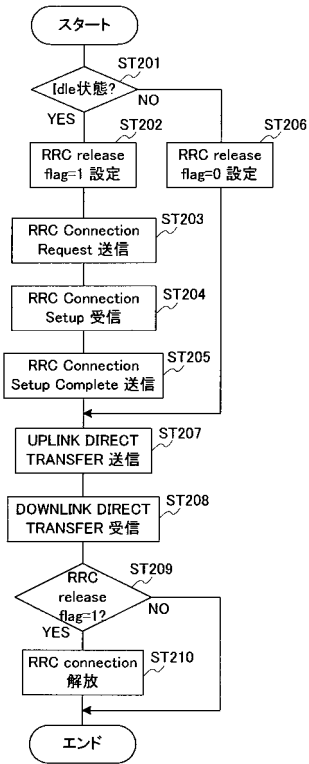 スタート
ST201
Idle状態?
NO
YES
ST202
RRC release
flag=1 設定
ST206
RRC release
flag=0 設定
ST203
RRC Connection
Request 送信
ST204
RRC Connection
Setup 受信
ST205
RRC Connection
Setup Complete 送信
ST207
UPLINK DIRECT
TRANSFER 送信
ST208
DOWNLINK DIRECT
TRANSFER 受信
ST209
RRC
release
flag=1?
NO
YES
ST210
RRC connection
解放
エンド